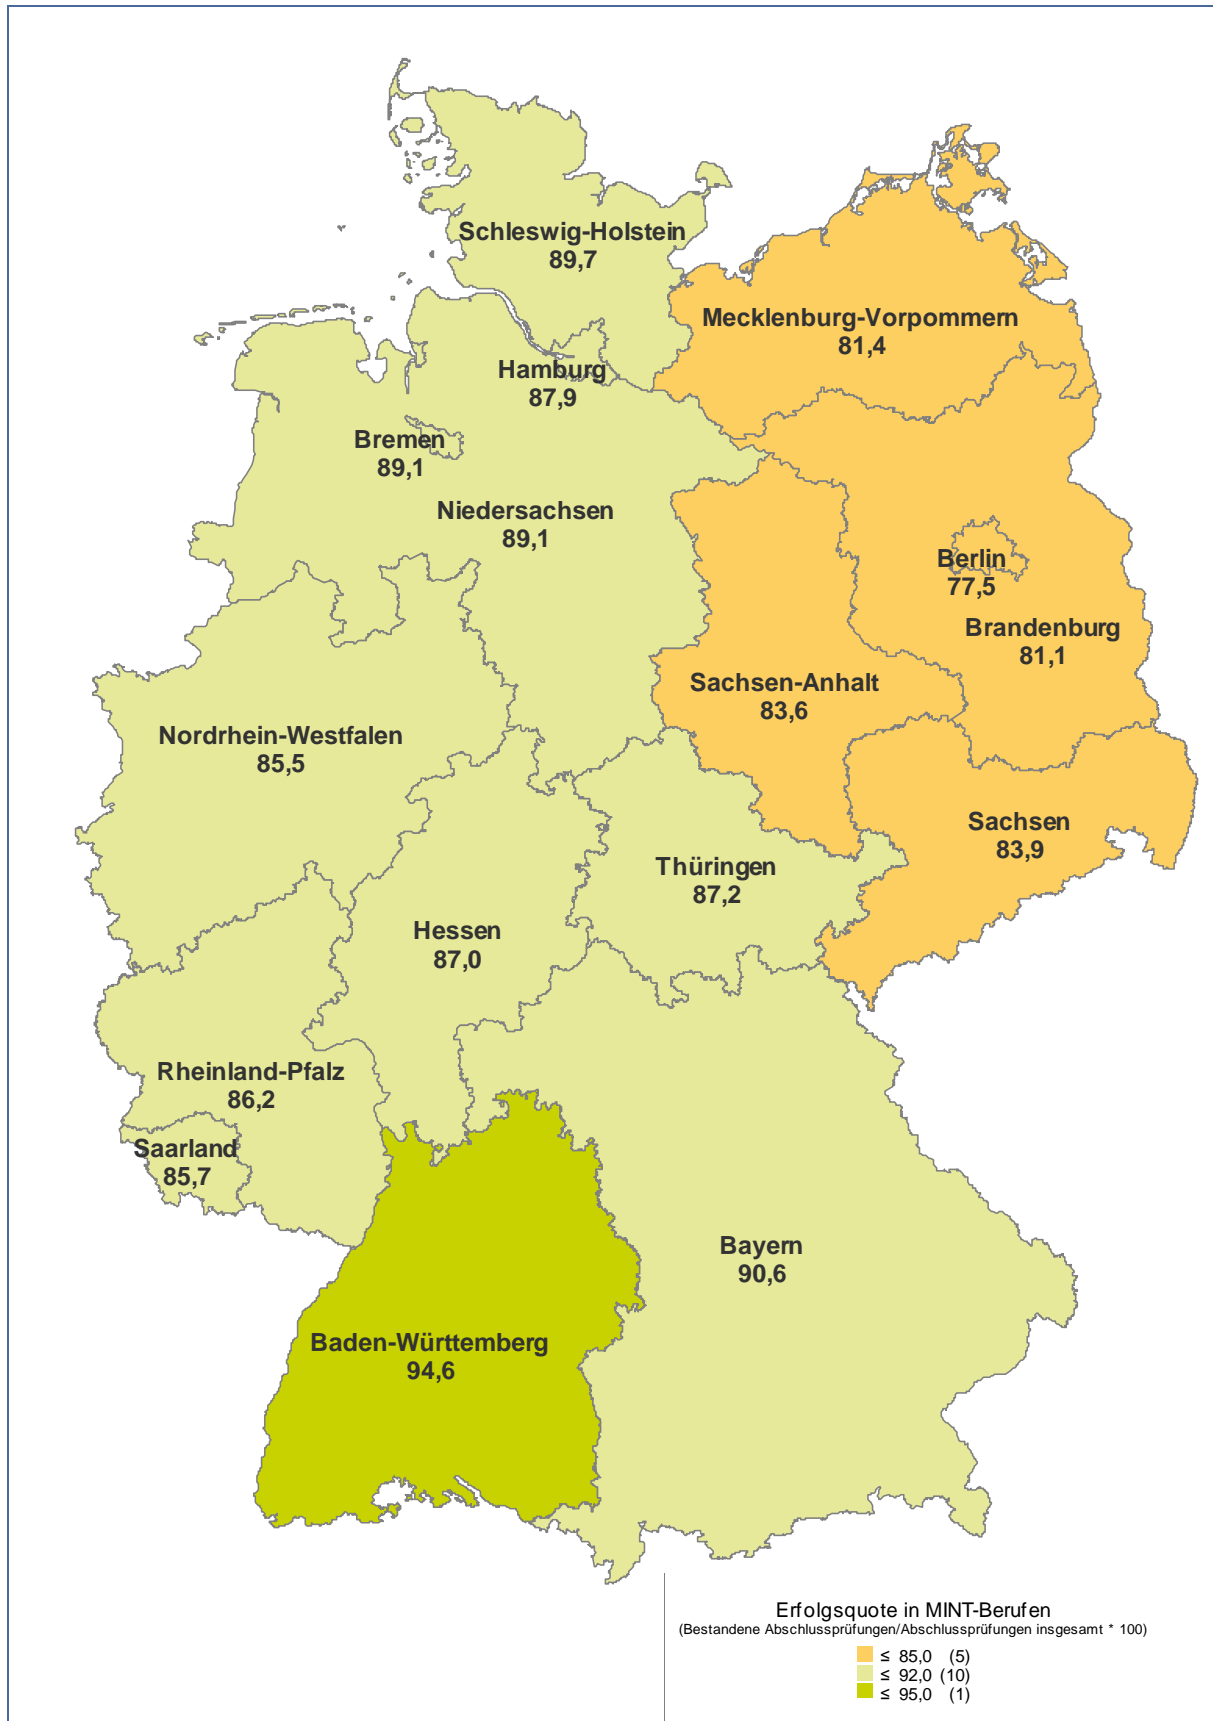 Schleswig-Holstein
89,7
Mecklenburg-Vorpommern
81,4
Hamburg
87,9
Bremen
89,1
Niedersachsen
89,1
Berlin
77,5
Brandenburg
81,1
Sachsen-Anhalt
83,6
Nordrhein-Westfalen
85,5
Sachsen
83,9
Thüringen
87,2
Hessen
87,0
Rheinland-Pfalz
86,2
Saarland
85,7
Bayern
90,6
Baden-Württemberg
94,6
Erfolgsquote in MINT-Berufen
(Bestandene Abschlussprüfungen/Abschlussprüfungen insgesamt * 100)
≤ 85,0 (5)
≤ 92,0 (10)
≤ 95,0 (1)